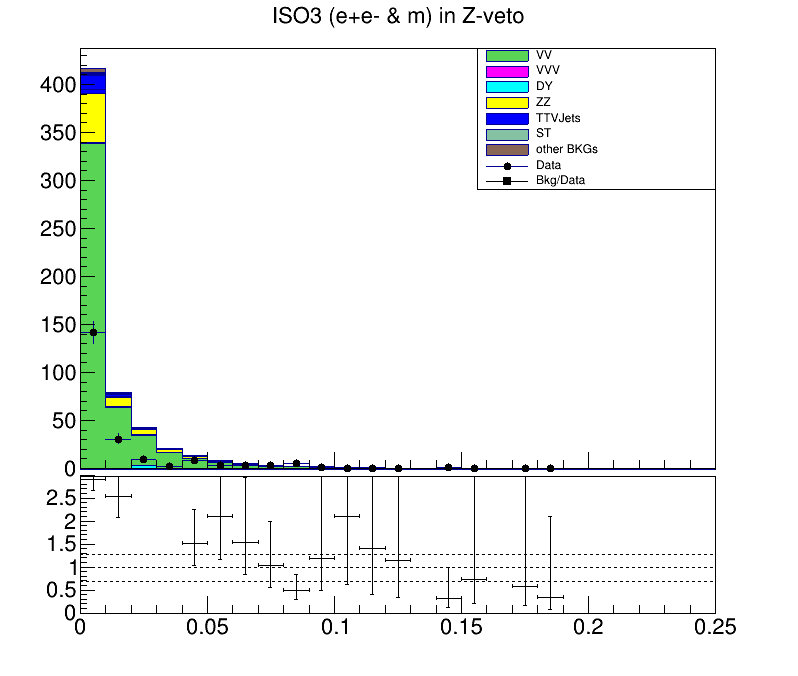 ISO3 (e+e- & m) in Z-veto
VV
VVV
DY
ZZ
TTVJets
ST
other BKGs
Data
Bkg/Data
400
350
300
250
200
150
100
50
0
2.5
2
1.5
1
0.5
0
0 0.05 0.1 0.15 0.2 0.25